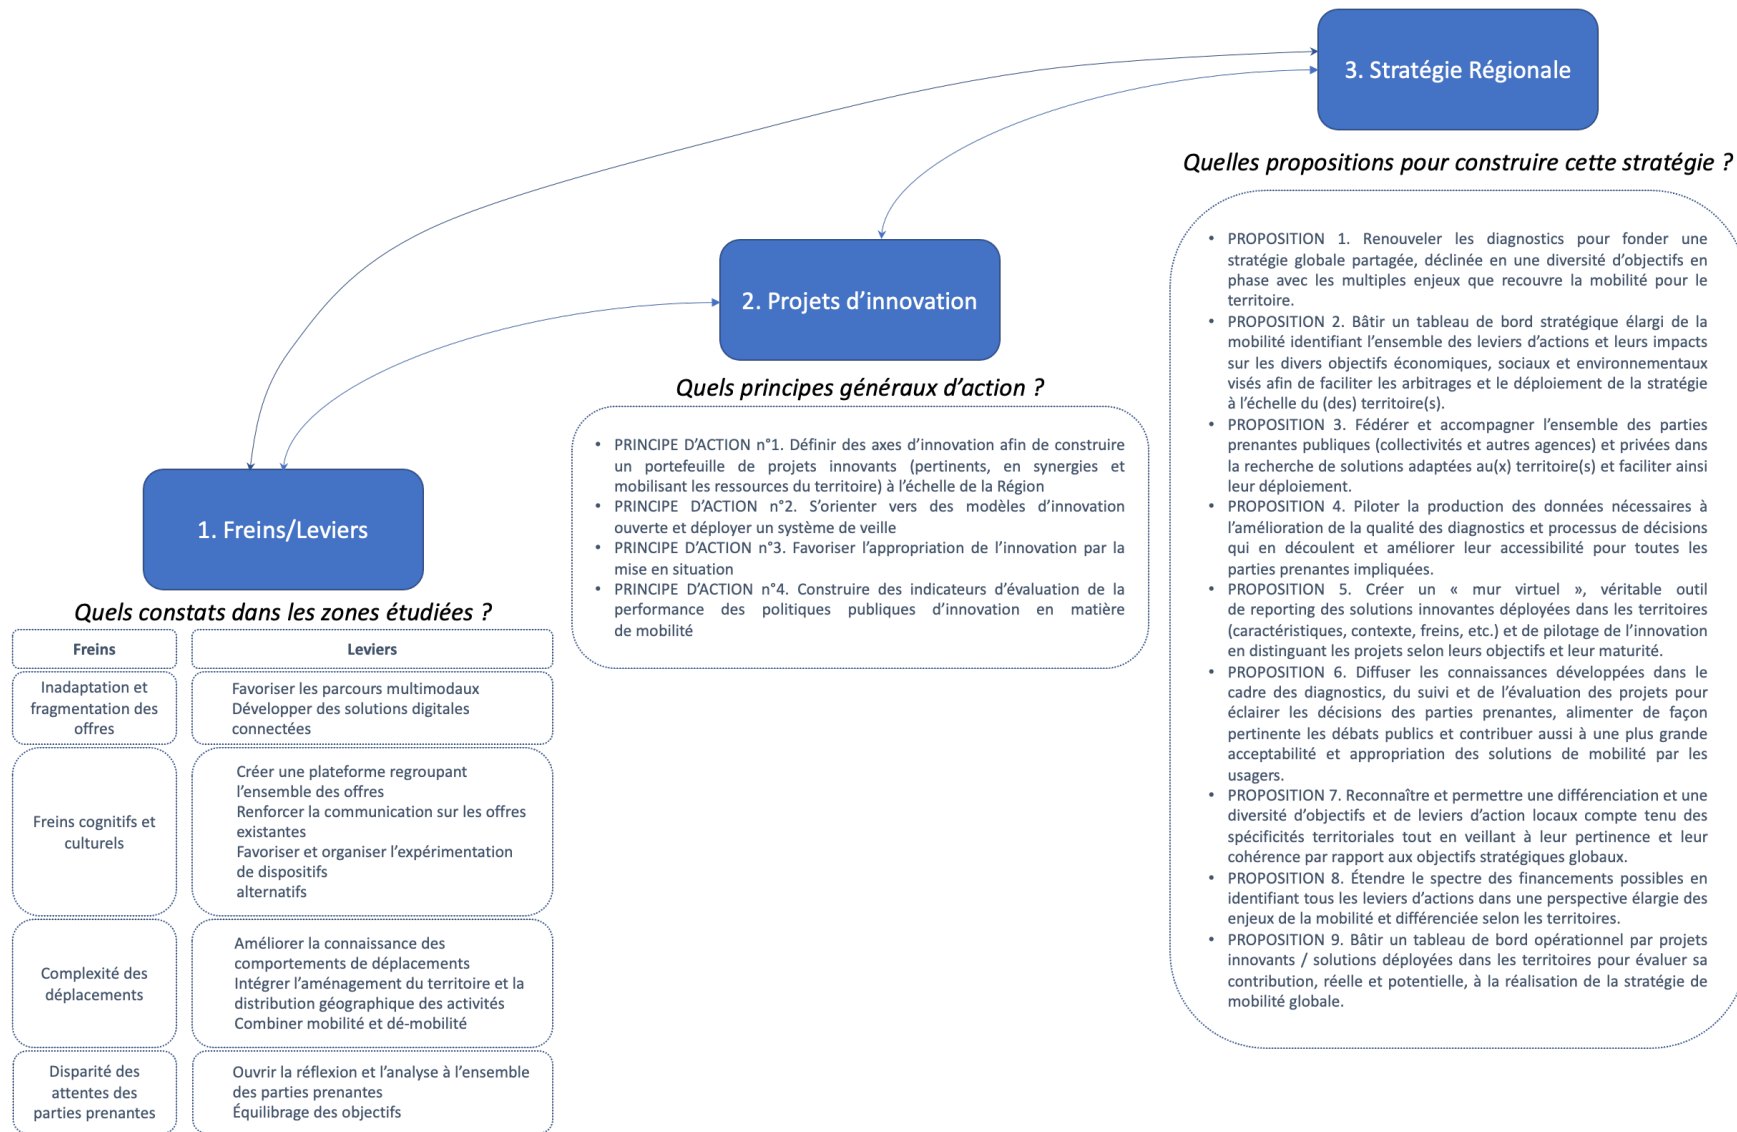 3. Stratégie Régionale
Quelles propositions pour construire cette stratégie ?
• PROPOSITION 1. Renouveler les diagnostics pour fonder une
stratégie globale partagée, déclinée en une diversité d’objectifs en
phase avec les multiples enjeux que recouvre la mobilité pour le
territoire.
• PROPOSITION 2. Bâtir un tableau de bord stratégique élargi de la
mobilité identifiant l’ensemble des leviers d’actions et leurs impacts
sur les divers objectifs économiques, sociaux et environnementaux
visés afin de faciliter les arbitrages et le déploiement de la stratégie
à l’échelle du (des) territoire(s).
• PROPOSITION 3. Fédérer et accompagner l’ensemble des parties
prenantes publiques (collectivités et autres agences) et privées dans
la recherche de solutions adaptées au(x) territoire(s) et faciliter ainsi
leur déploiement.
• PROPOSITION 4. Piloter la production des données nécessaires à
l’amélioration de la qualité des diagnostics et processus de décisions
qui en découlent et améliorer leur accessibilité pour toutes les
parties prenantes impliquées.
• PROPOSITION 5. Créer un « mur virtuel », véritable outil
de reporting des solutions innovantes déployées dans les territoires
(caractéristiques, contexte, freins, etc.) et de pilotage de l’innovation
en distinguant les projets selon leurs objectifs et leur maturité.
• PROPOSITION 6. Diffuser les connaissances développées dans le
cadre des diagnostics, du suivi et de l’évaluation des projets pour
éclairer les décisions des parties prenantes, alimenter de façon
pertinente les débats publics et contribuer aussi à une plus grande
acceptabilité et appropriation des solutions de mobilité par les
usagers.
• PROPOSITION 7. Reconnaître et permettre une différenciation et une
diversité d’objectifs et de leviers d’action locaux compte tenu des
spécificités territoriales tout en veillant à leur pertinence et leur
cohérence par rapport aux objectifs stratégiques globaux.
• PROPOSITION 8. Étendre le spectre des financements possibles en
identifiant tous les leviers d’actions dans une perspective élargie des
enjeux de la mobilité et différenciée selon les territoires.
• PROPOSITION 9. Bâtir un tableau de bord opérationnel par projets
innovants / solutions déployées dans les territoires pour évaluer sa
contribution, réelle et potentielle, à la réalisation de la stratégie de
mobilité globale.
2. Projets d’innovation
Quels principes généraux d’action ?
• PRINCIPE D’ACTION n°1. Définir des axes d’innovation afin de construire
un portefeuille de projets innovants (pertinents, en synergies et
mobilisant les ressources du territoire) à l’échelle de la Région
• PRINCIPE D’ACTION n°2. S’orienter vers des modèles d’innovation
ouverte et déployer un système de veille
• PRINCIPE D’ACTION n°3. Favoriser l’appropriation de l’innovation par la
mise en situation
• PRINCIPE D’ACTION n°4. Construire des indicateurs d’évaluation de la
performance des politiques publiques d’innovation en matière
de mobilité
1. Freins/Leviers
Quels constats dans les zones étudiées ?
Freins
Leviers
Inadaptation et
fragmentation des
offres
Favoriser les parcours multimodaux
Développer des solutions digitales
connectées
Freins cognitifs et
culturels
Créer une plateforme regroupant
l’ensemble des offres
Renforcer la communication sur les offres
existantes
Favoriser et organiser l’expérimentation
de dispositifs
alternatifs
Complexité des
déplacements
Améliorer la connaissance des
comportements de déplacements
Intégrer l’aménagement du territoire et la
distribution géographique des activités
Combiner mobilité et dé-mobilité
Disparité des
attentes des
parties prenantes
Ouvrir la réflexion et l’analyse à l’ensemble
des parties prenantes
Équilibrage des objectifs